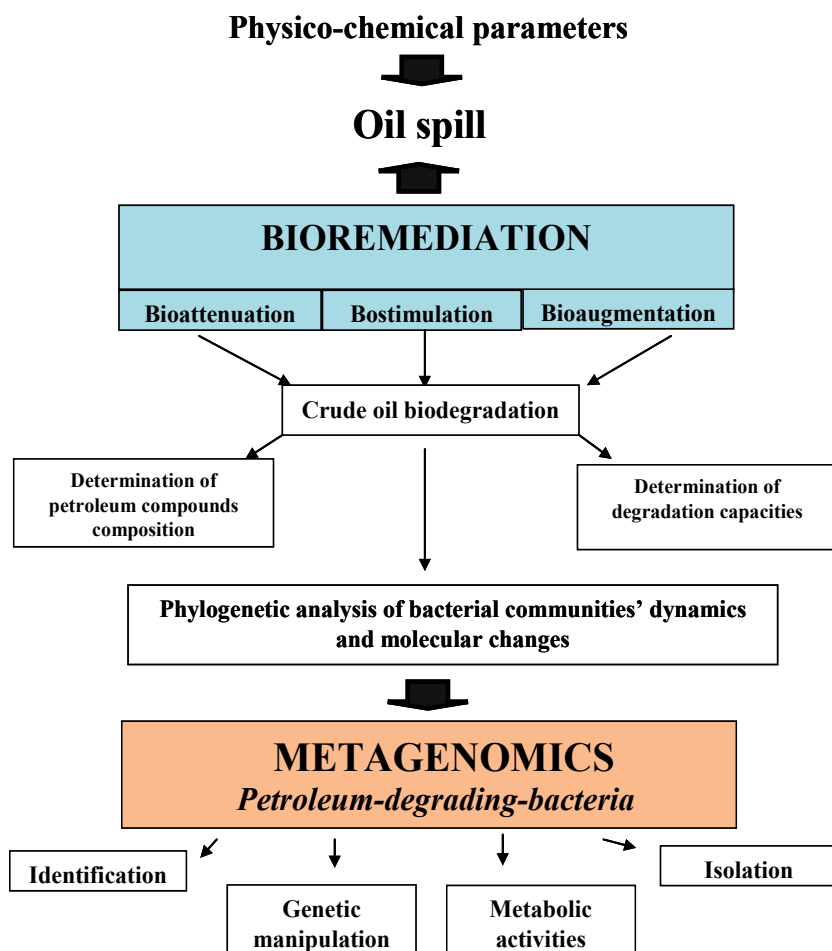 Physico-chemical parameters
Oil spill
BIOREMEDIATION
Bioattenuation
Bostimulation
Bioaugmentation
Crude oil biodegradation
Determination of
petroleum compounds
composition
Determination of
degradation capacities
Phylogenetic analysis of bacterial communities’ dynamics
and molecular changes
METAGENOMICS
Petroleum-degrading-bacteria
Identification
Genetic
manipulation
Metabolic
activities
Isolation